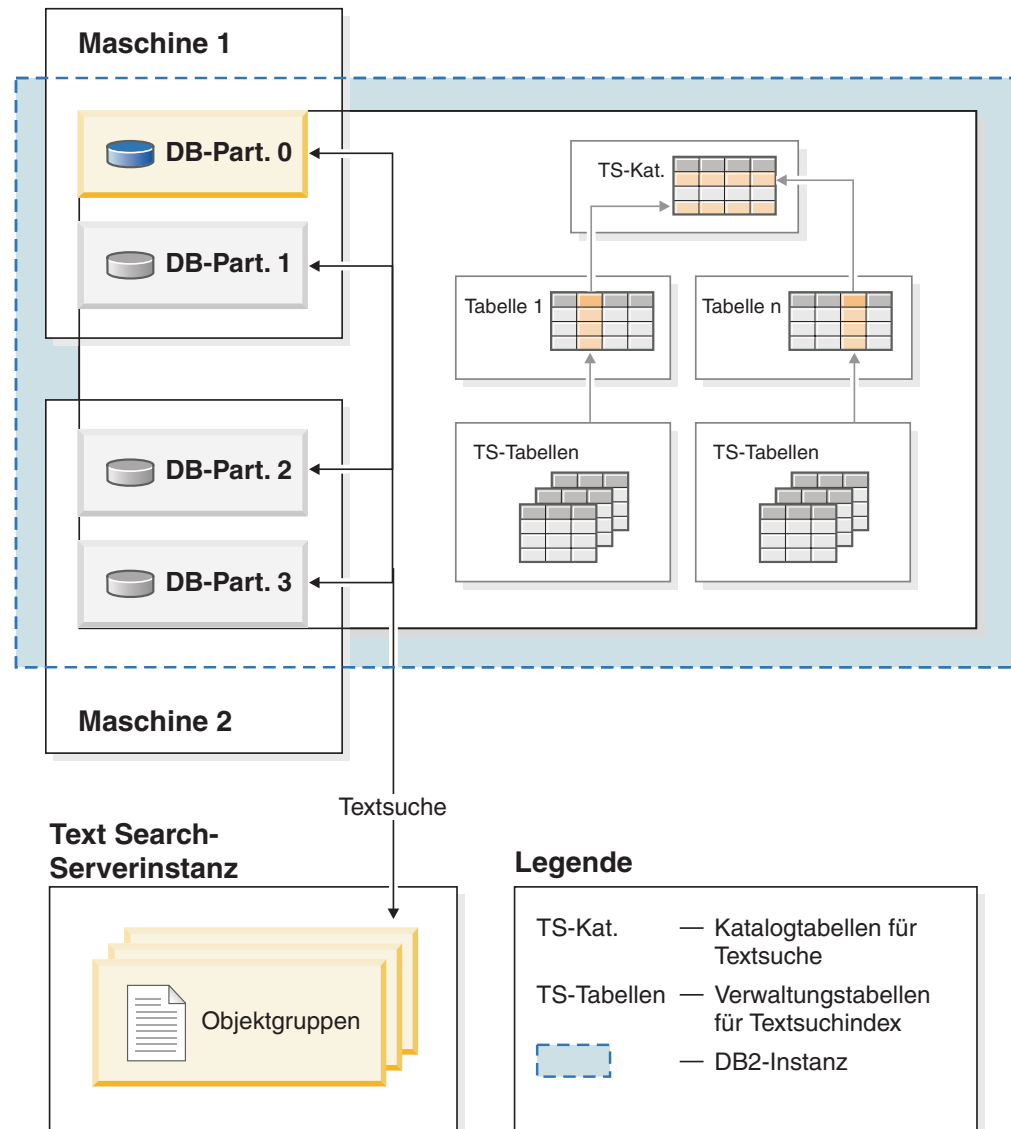 Maschine 1
DB-Part. 0
DB-Part. 1
TS-Kat.
Tabelle 1
Tabelle n
DB-Part. 2
DB-Part. 3
TS-Tabellen
TS-Tabellen
Maschine 2
Textsuche
Text Search-
Serverinstanz
Objektgruppen
Legende
TS-Kat. — Katalogtabellen für
Textsuche
TS-Tabellen — Verwaltungstabellen
für Textsuchindex
— DB2-Instanz